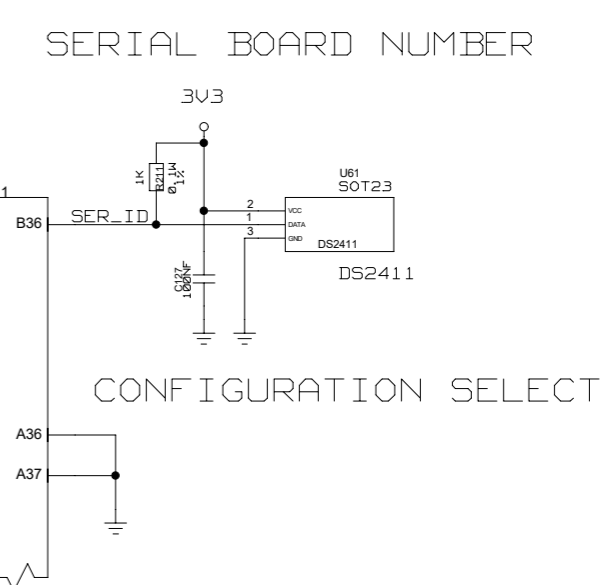 SERIAL BOARD NUMBER
3V3
1K
R211
0.1W
1%
U61
SOT23
1
B36
SER_ID
2
VCC
1
DATA
3
GND
DS2411
DS2411
C127
100NF
CONFIGURATION SELECT
A36
A37